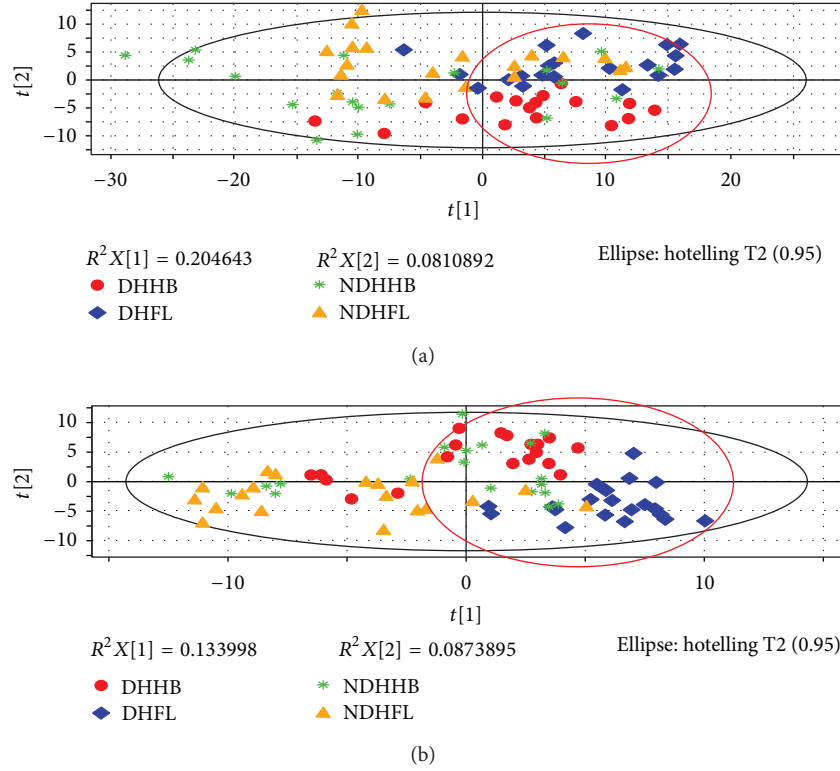 t[2]
10
5
0
−5
−10
−30 −20 −10 0 10 20
t[1]
R²X[1] = 0.204643 R²X[2] = 0.0810892 Ellipse: hotelling T2 (0.95)
DHHB NDHHB
DHFL NDHFL
(a)
t[2]
10
5
0
−5
−10
−10 0 10
t[1]
R²X[1] = 0.133998 R²X[2] = 0.0873895 Ellipse: hotelling T2 (0.95)
DHHB NDHHB
DHFL NDHFL
(b)